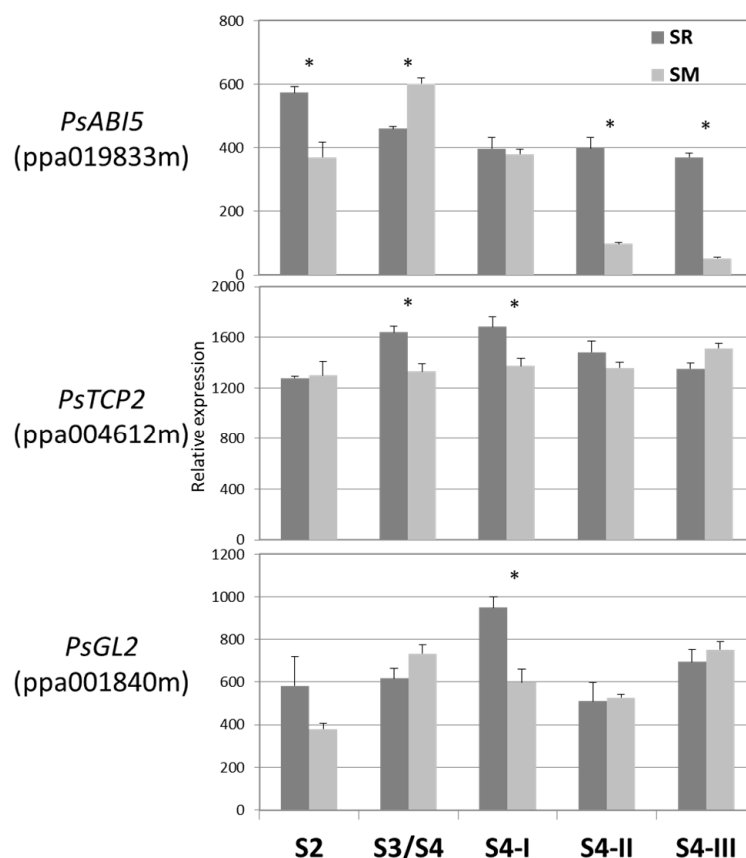 800
600
400
200
0
* * * *
SR
SM
PsABI5
(ppa019833m)
2000
1600
1200
800
400
0
* *
Relative expression
PsTCP2
(ppa004612m)
1200
1000
800
600
400
200
0
*
PsGL2
(ppa001840m)
S2 S3/S4 S4-I S4-II S4-III